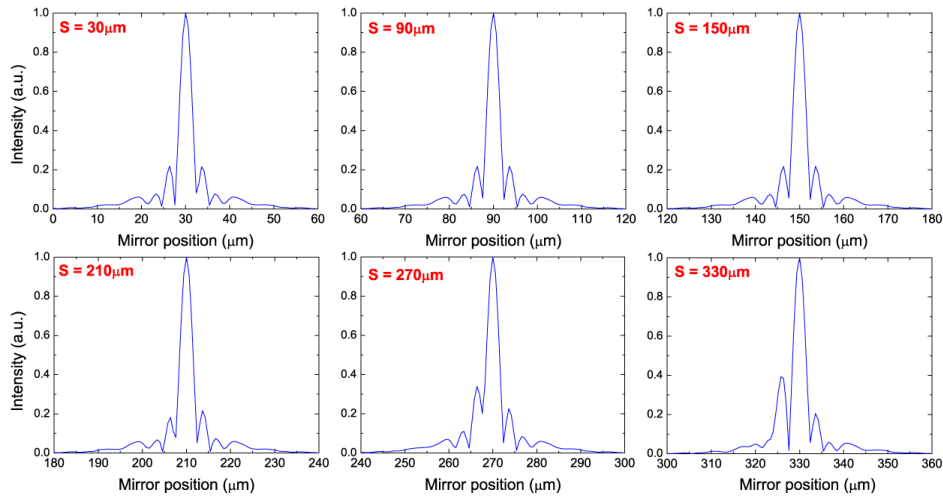 S = 30μm
S = 90μm
S = 150μm
Intensity (a.u.)
1.0
0.8
0.6
0.4
0.2
0.0
1.0
0.8
0.6
0.4
0.2
0.0
1.0
0.8
0.6
0.4
0.2
0.0
0 10 20 30 40 50 60
60 70 80 90 100 110 120
120 130 140 150 160 170 180
Mirror position (μm)
Mirror position (μm)
Mirror position (μm)
S = 210μm
S = 270μm
S = 330μm
Intensity (a.u.)
1.0
0.8
0.6
0.4
0.2
0.0
1.0
0.8
0.6
0.4
0.2
0.0
1.0
0.8
0.6
0.4
0.2
0.0
180 190 200 210 220 230 240
240 250 260 270 280 290 300
300 310 320 330 340 350 360
Mirror position (μm)
Mirror position (μm)
Mirror position (μm)